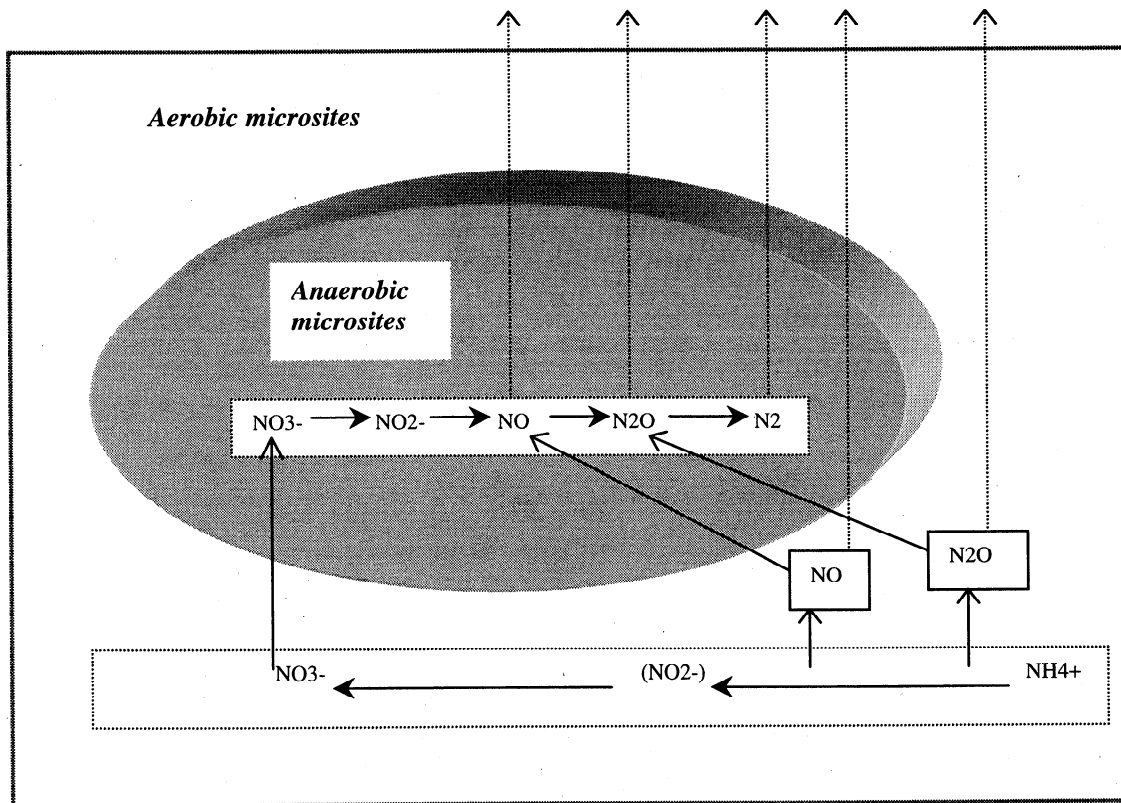 Aerobic microsites
Anaerobic
microsites
NO3- NO2- NO N2O N2
NO
N2O
NO3- (NO2-) NH4+